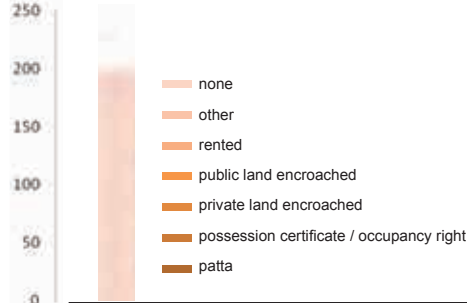 250
200
150
100
50
0
none
other
rented
public land encroached
private land encroached
possession certificate / occupancy right
patta